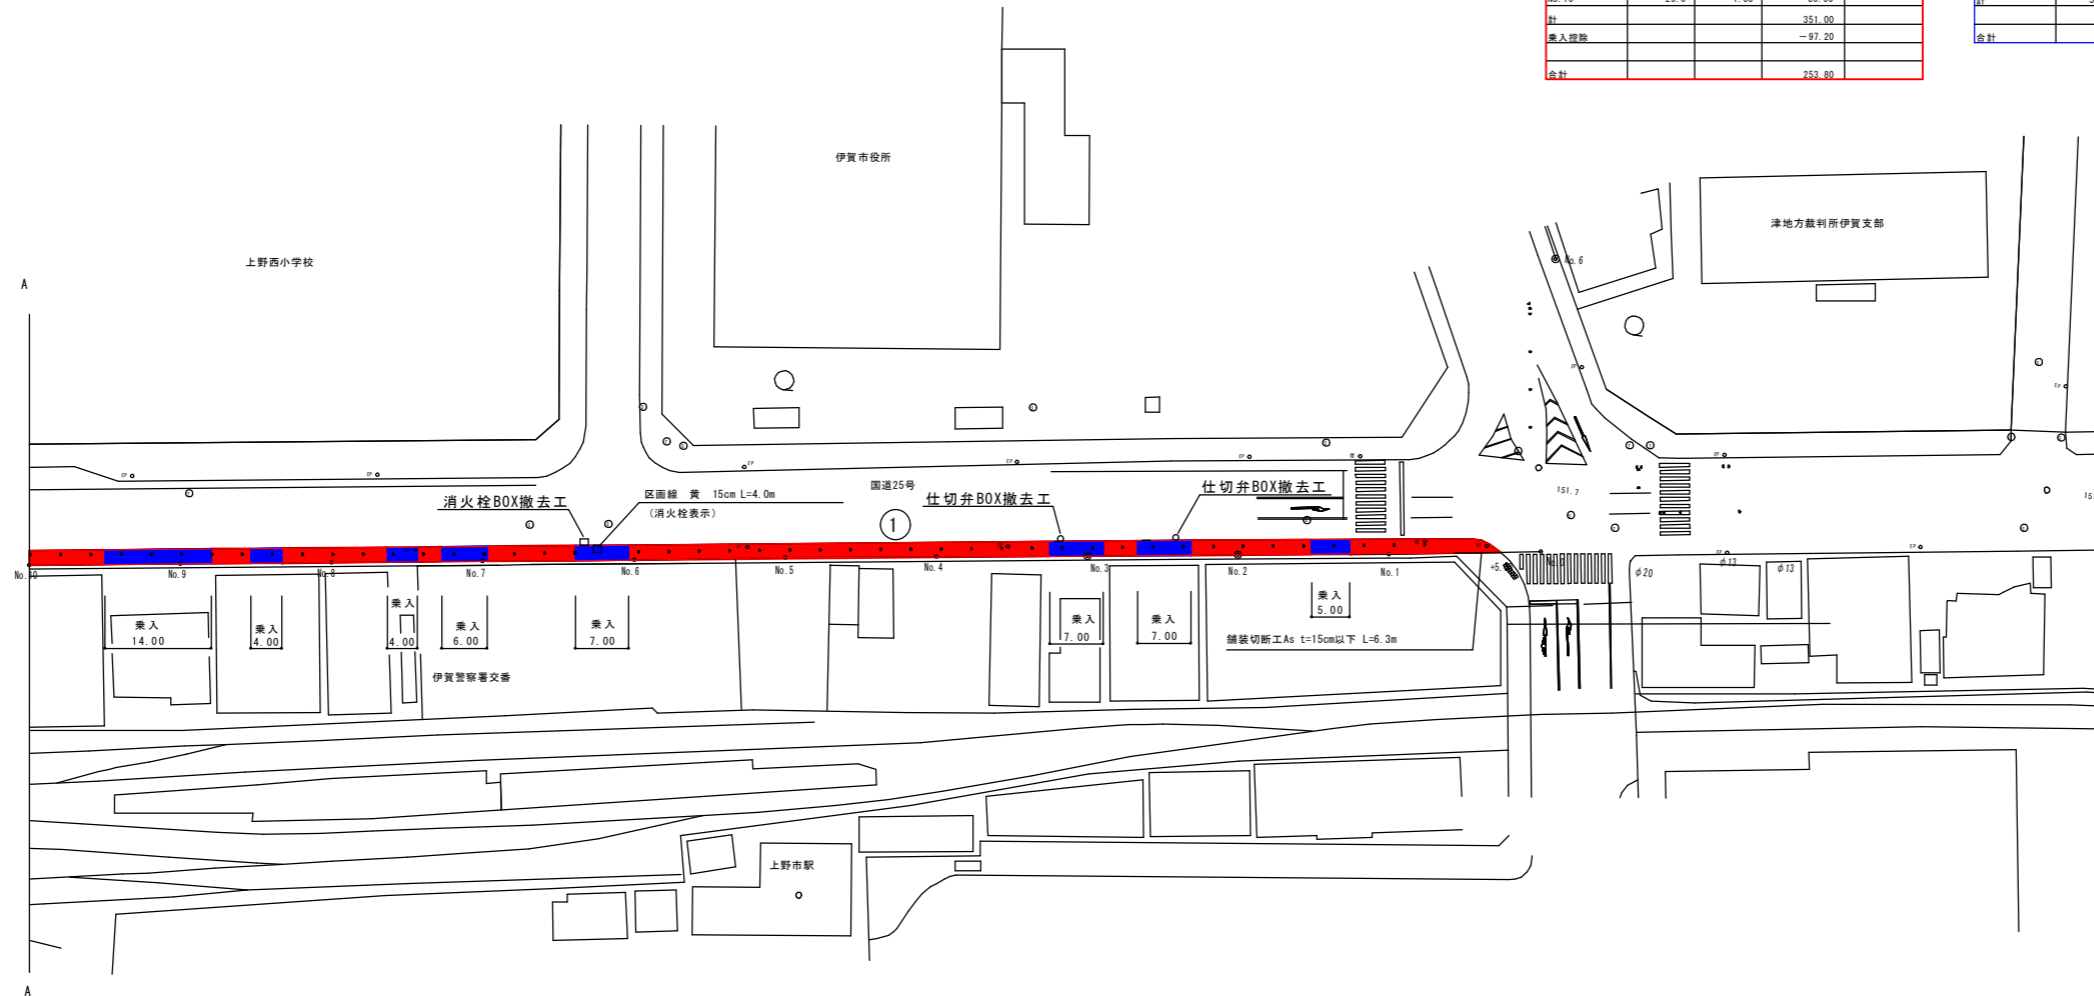 計 351.00
乗入控除 −97.20
合計 253.80
計
合計
伊賀市役所
津地方裁判所伊賀支部
上野西小学校
A
No.6
消火栓BOX撤去工
区画線 黄 15cm L=4.0m
(消火栓表示)
国道25号
①
仕切弁BOX撤去工
仕切弁BOX撤去工
151.7
No.10
No.9
No.8
No.7
No.6
No.5
No.4
No.3
No.2
No.1
No.0
φ20
φ13
φ13
乗入
14.00
乗入
4.00
乗入
4.00
乗入
6.00
乗入
7.00
乗入
7.00
乗入
7.00
乗入
5.00
舗装切断工As t=15cm以下 L=6.3m
伊賀警察署交番
上野市駅
A